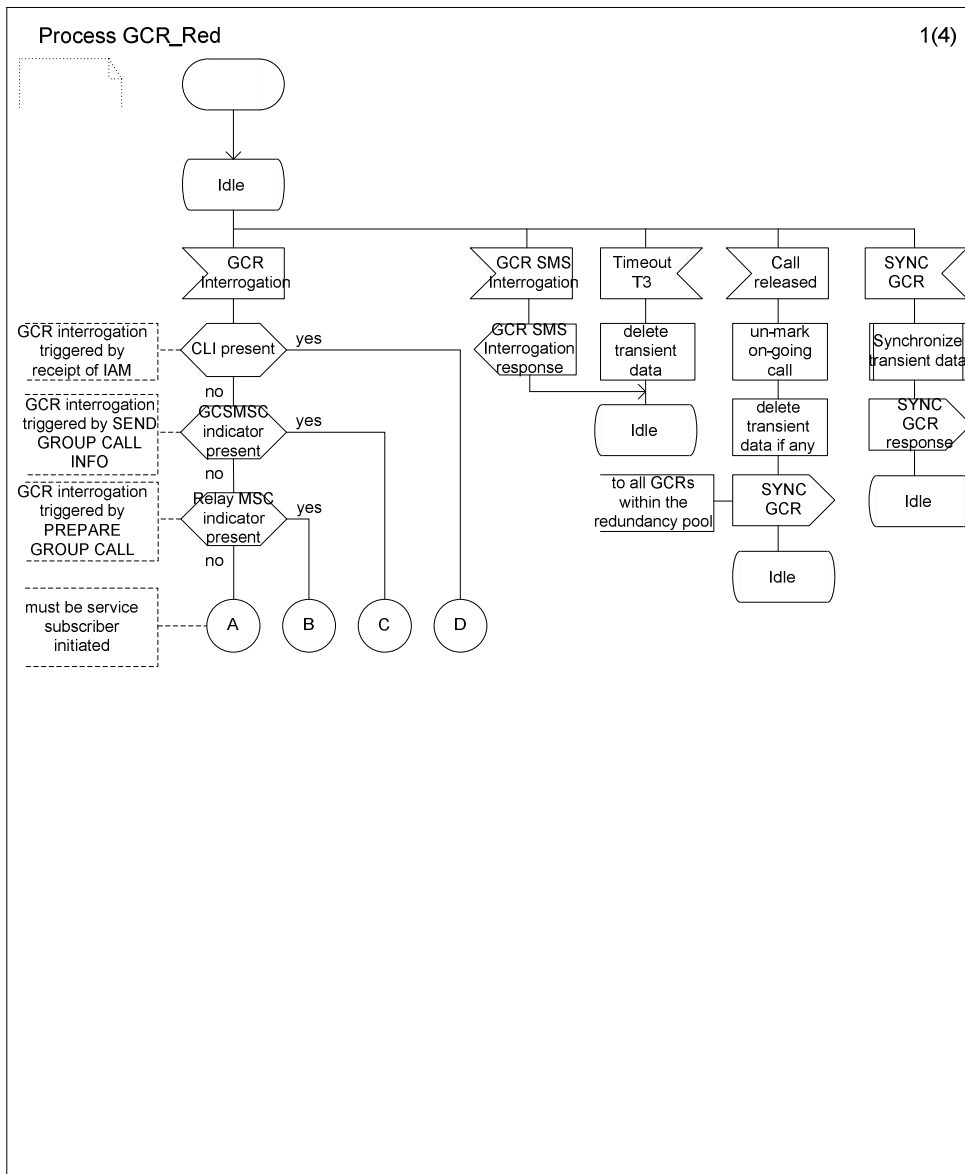 Process GCR_Red
1(4)
Idle
GCR
Interrogation
GCR SMS
Interrogation
Timeout
T3
Call
released
SYNC
GCR
GCR interrogation
triggered by
receipt of IAM
CLI present
yes
no
GCR SMS
Interrogation
response
delete
transient
data
un-mark
on-going
call
Synchronize
transient data
GCR interrogation
triggered by SEND
GROUP CALL
INFO
GCSMSC
indicator
present
yes
no
Idle
delete
transient
data if any
SYNC
GCR
response
GCR interrogation
triggered by
PREPARE
GROUP CALL
Relay MSC
indicator
present
yes
no
to all GCRs
within the
redundancy pool
SYNC
GCR
Idle
Idle
must be service
subscriber
initiated
A
B
C
D